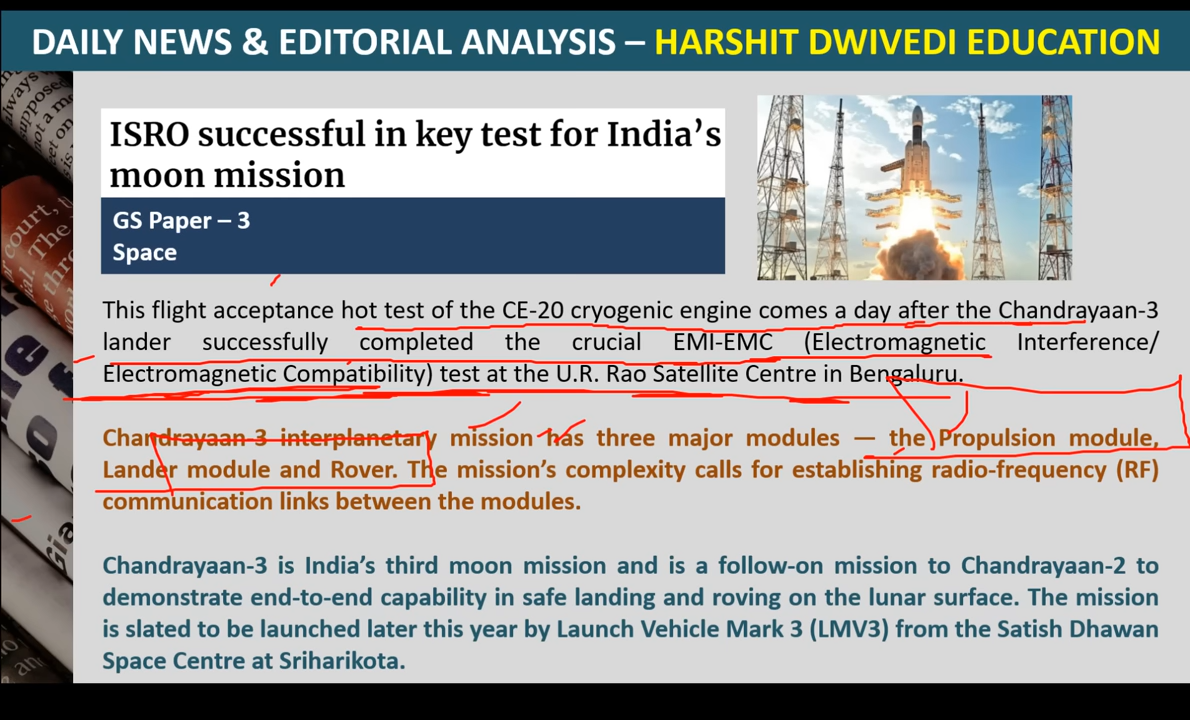 DAILY NEWS & EDITORIAL ANALYSIS – HARSHIT DWIVEDI EDUCATION
ISRO successful in key test for India’s
moon mission
GS Paper – 3
Space
This flight acceptance hot test of the CE-20 cryogenic engine comes a day after the Chandrayaan-3
lander successfully completed the crucial EMI-EMC (Electromagnetic Interference/
Electromagnetic Compatibility) test at the U.R. Rao Satellite Centre in Bengaluru.
Chandrayaan-3 interplanetary mission has three major modules — the Propulsion module,
Lander module and Rover. The mission’s complexity calls for establishing radio-frequency (RF)
communication links between the modules.
Chandrayaan-3 is India’s third moon mission and is a follow-on mission to Chandrayaan-2 to
demonstrate end-to-end capability in safe landing and roving on the lunar surface. The mission
is slated to be launched later this year by Launch Vehicle Mark 3 (LMV3) from the Satish Dhawan
Space Centre at Sriharikota.